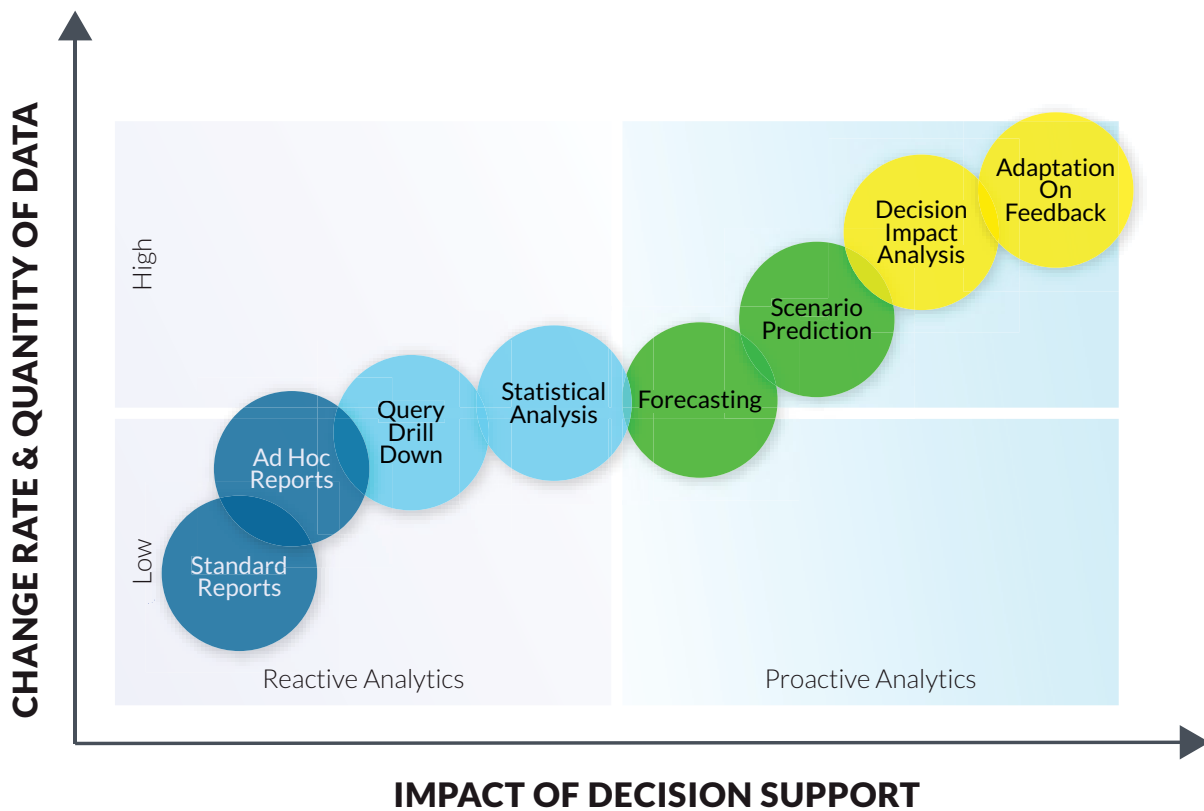 CHANGE RATE & QUANTITY OF DATA
High
Low
Adaptation
On
Feedback
Decision
Impact
Analysis
Scenario
Prediction
Forecasting
Statistical
Analysis
Query
Drill
Down
Ad Hoc
Reports
Standard
Reports
Reactive Analytics
Proactive Analytics
IMPACT OF DECISION SUPPORT